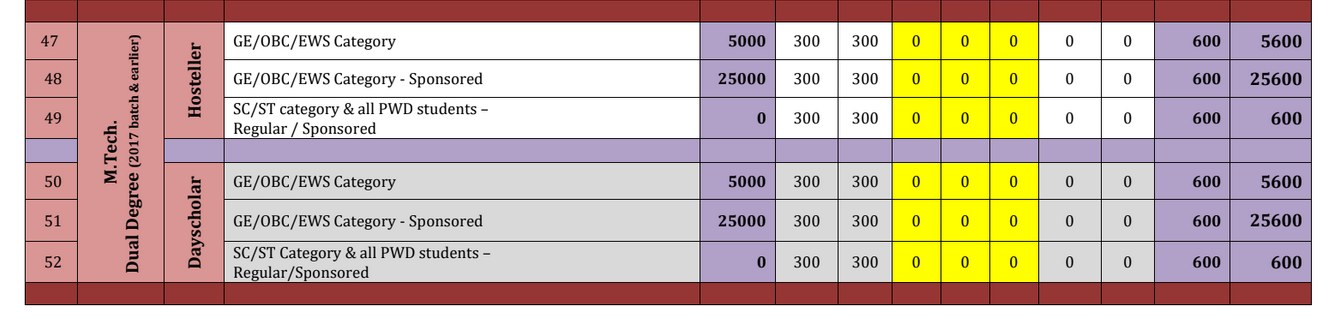 47 GE/OBC/EWS Category 5000 300 300 0 0 0 0 0 600 5600
48 GE/OBC/EWS Category - Sponsored 25000 300 300 0 0 0 0 0 600 25600
49 SC/ST category & all PWD students –
Regular / Sponsored 0 300 300 0 0 0 0 0 600 600
M.Tech.
Dual Degree (2017 batch & earlier)
Hosteller
50 GE/OBC/EWS Category 5000 300 300 0 0 0 0 0 600 5600
51 GE/OBC/EWS Category - Sponsored 25000 300 300 0 0 0 0 0 600 25600
52 SC/ST Category & all PWD students –
Regular/Sponsored 0 300 300 0 0 0 0 0 600 600
Dayscholar